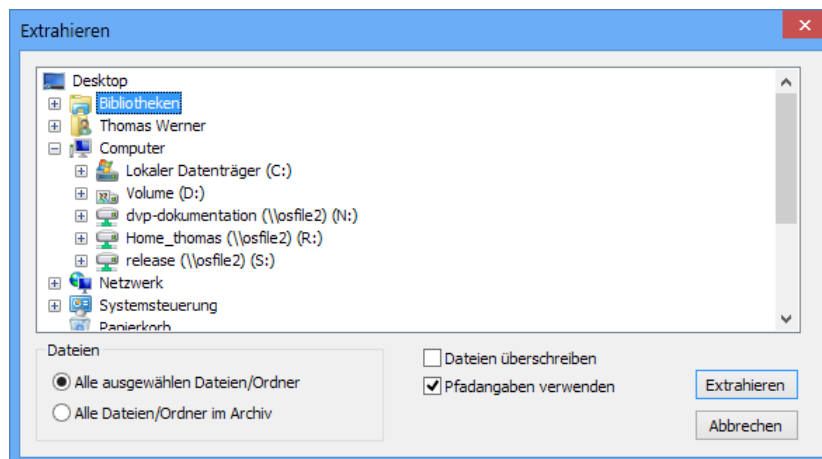 Extrahieren
Desktop
Bibliotheken
Thomas Werner
Computer
Lokaler Datenträger (C:)
Volume (D:)
dvp-dokumentation (\\osfile2) (N:)
Home_thomas (\\osfile2) (R:)
release (\\osfile2) (S:)
Netzwerk
Systemsteuerung
Papierkorb
Dateien
Alle ausgewählen Dateien/Ordner
Alle Dateien/Ordner im Archiv
Dateien überschreiben
Pfadangaben verwenden
Extrahieren
Abbrechen